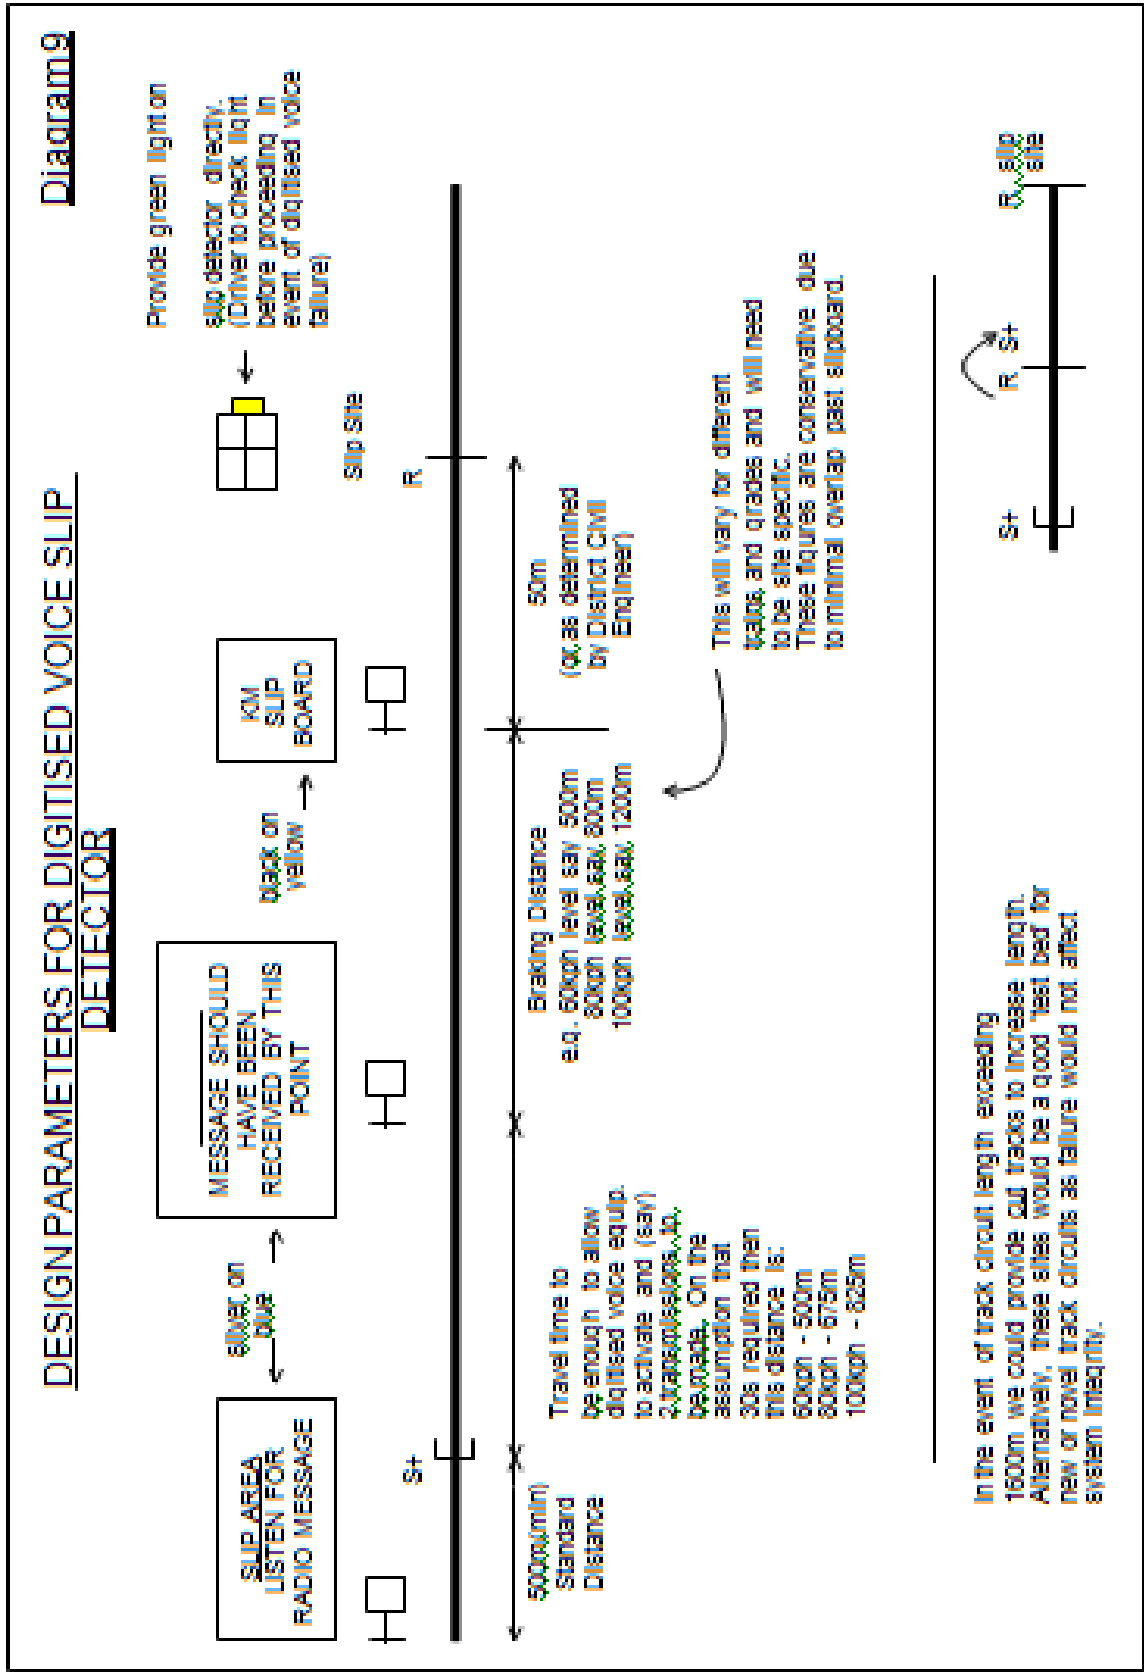 Diagram 9
DESIGN PARAMETERS FOR DIGITISED VOICE SLIP
DETECTOR
SLIP AREA
LISTEN FOR
RADIO MESSAGE
silver on
blue
MESSAGE SHOULD
HAVE BEEN
RECEIVED BY THIS
POINT
black on
yellow
KM
SLIP
BOARD
Provide green light on
slip detector directly.
(Driver to check light
before proceeding in
event of digitised voice
failure)
Slip Site
S+
R
500m(min)
Standard
Distance
Travel time to
be enough to allow
digitised voice equip.
to activate and (say)
2 transmissions to
be made. On the
assumption that
30s required then
this distance is:
60kph - 500m
80kph - 675m
100kph - 825m
Braking Distance
e.g. 60kph level say 500m
80kph level say 800m
100kph level say 1200m
50m
(or as determined
by District Civil
Engineer)
This will vary for different
trains and grades and will need
to be site specific.
These figures are conservative due
to minimal overlap past slipboard.
In the event of track circuit length exceeding
1600m we could provide cut tracks to increase length.
Alternatively, these sites would be a good 'test bed' for
new or novel track circuits as failure would not affect
system integrity.
S+
R S+
R slip
site